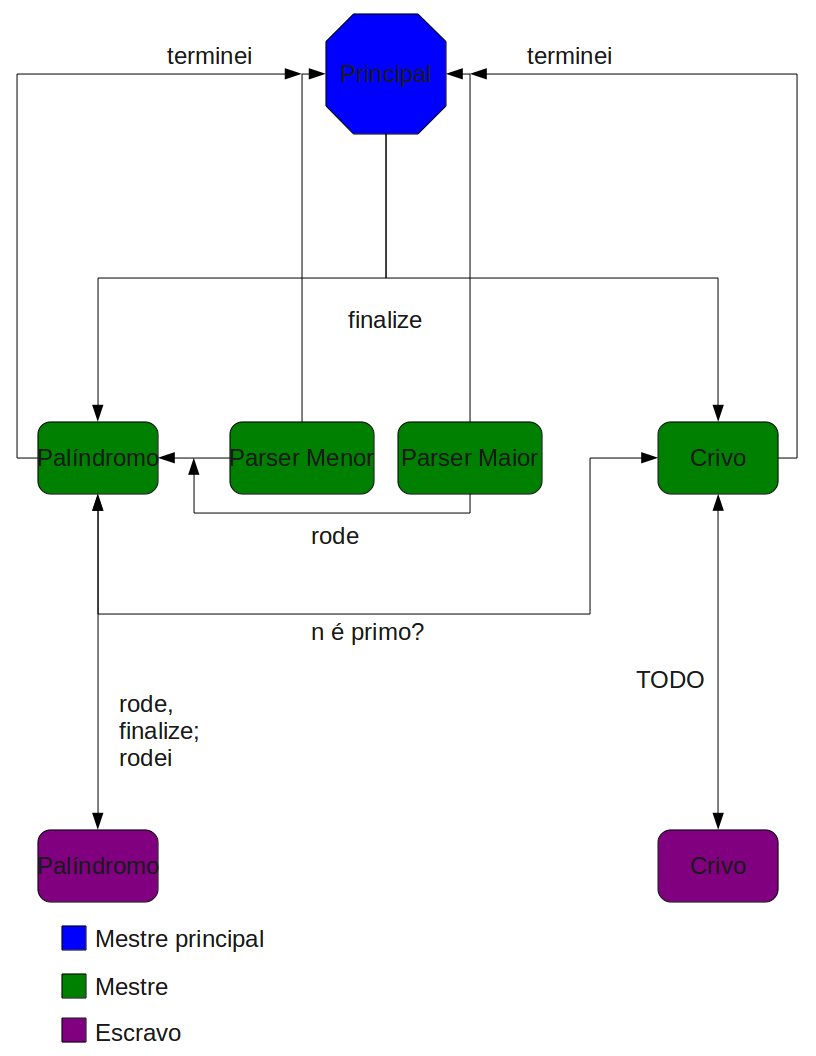 terminei
terminei
Principal
finalize
Palíndromo
Parser Menor
Parser Maior
Crivo
rode
n é primo?
TODO
rode,
finalize;
rodei
Palíndromo
Crivo
Mestre principal
Mestre
Escravo